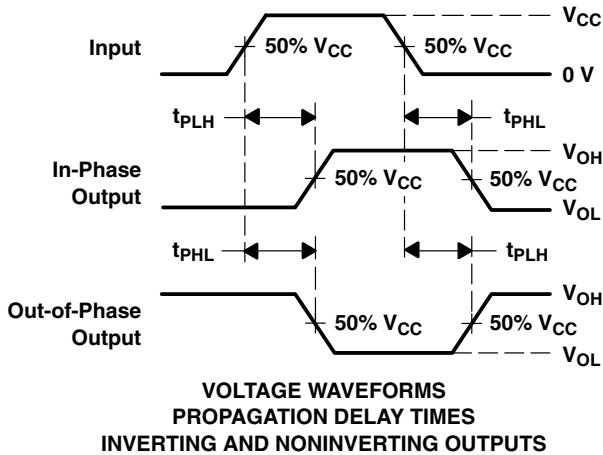 V_CC
Input
50% V_CC
50% V_CC
0 V
t_PLH
t_PHL
In-Phase
Output
50% V_CC
50% V_CC
V_OH
V_OL
t_PHL
t_PLH
Out-of-Phase
Output
50% V_CC
50% V_CC
V_OH
V_OL
VOLTAGE WAVEFORMS
PROPAGATION DELAY TIMES
INVERTING AND NONINVERTING OUTPUTS